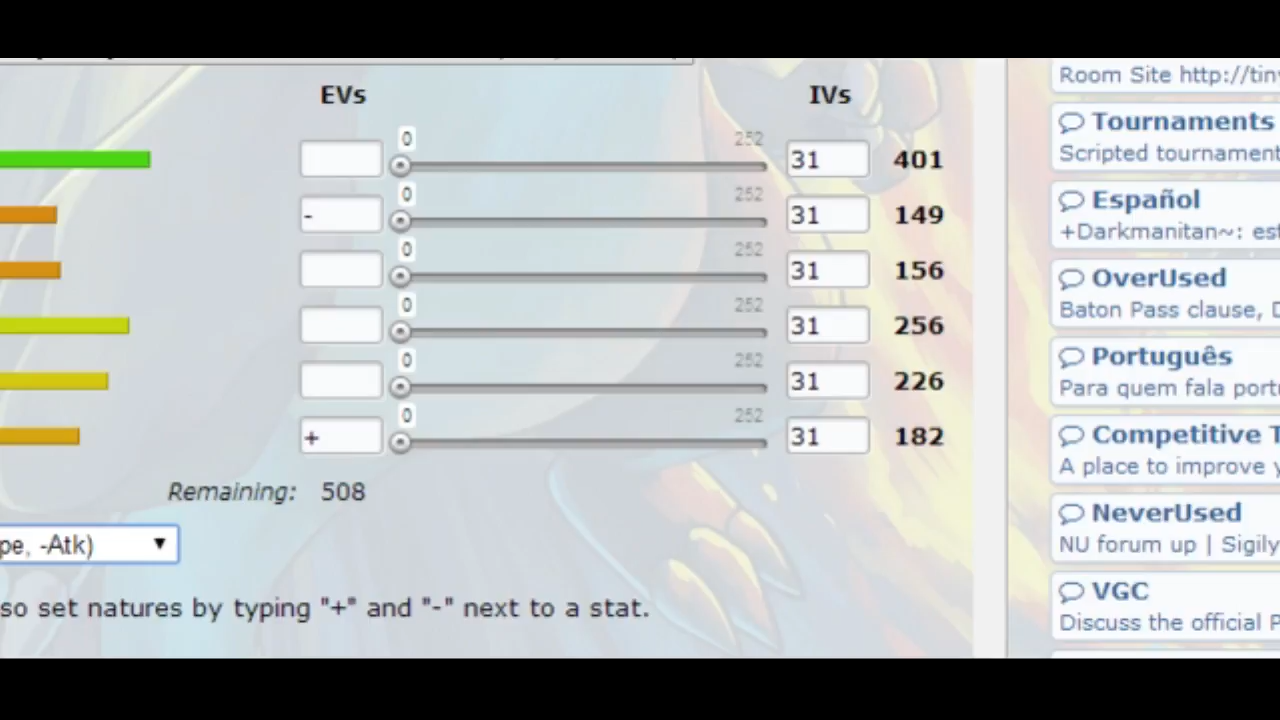 EVs IVs
0 252 31 401
- 0 252 31 149
0 252 31 156
0 252 31 256
0 252 31 226
+ 0 252 31 182
Remaining: 508
pe, -Atk)
so set natures by typing "+" and "-" next to a stat.
Room Site http://tiny
Tournaments
Scripted tournament
Español
+Darkmanitan~: est
OverUsed
Baton Pass clause, D
Português
Para quem fala portu
Competitive T
A place to improve y
NeverUsed
NU forum up | Sigily
VGC
Discuss the official P